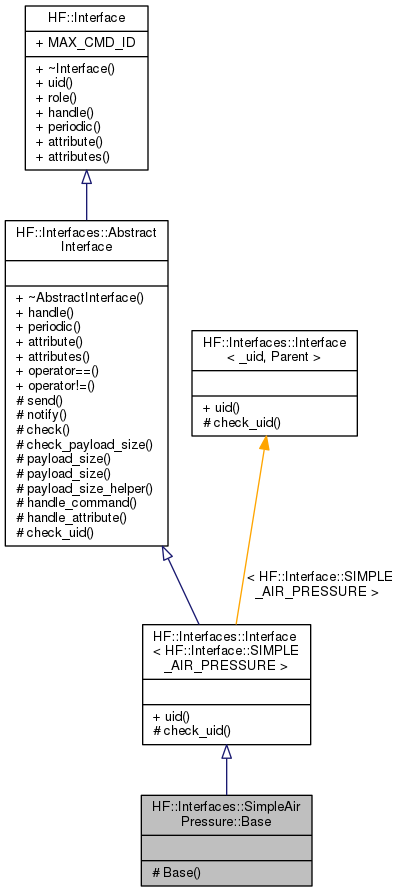 HF::Interface
+ MAX_CMD_ID
+ ~Interface()
+ uid()
+ role()
+ handle()
+ periodic()
+ attribute()
+ attributes()
HF::Interfaces::Abstract
Interface
+ ~AbstractInterface()
+ handle()
+ periodic()
+ attribute()
+ attributes()
+ operator==()
+ operator!=()
# send()
# notify()
# check()
# check_payload_size()
# payload_size()
# payload_size()
# payload_size_helper()
# handle_command()
# handle_attribute()
# check_uid()
HF::Interfaces::Interface
< _uid, Parent >
+ uid()
# check_uid()
< HF::Interface::SIMPLE
_AIR_PRESSURE >
HF::Interfaces::Interface
< HF::Interface::SIMPLE
_AIR_PRESSURE >
+ uid()
# check_uid()
HF::Interfaces::SimpleAir
Pressure::Base
# Base()